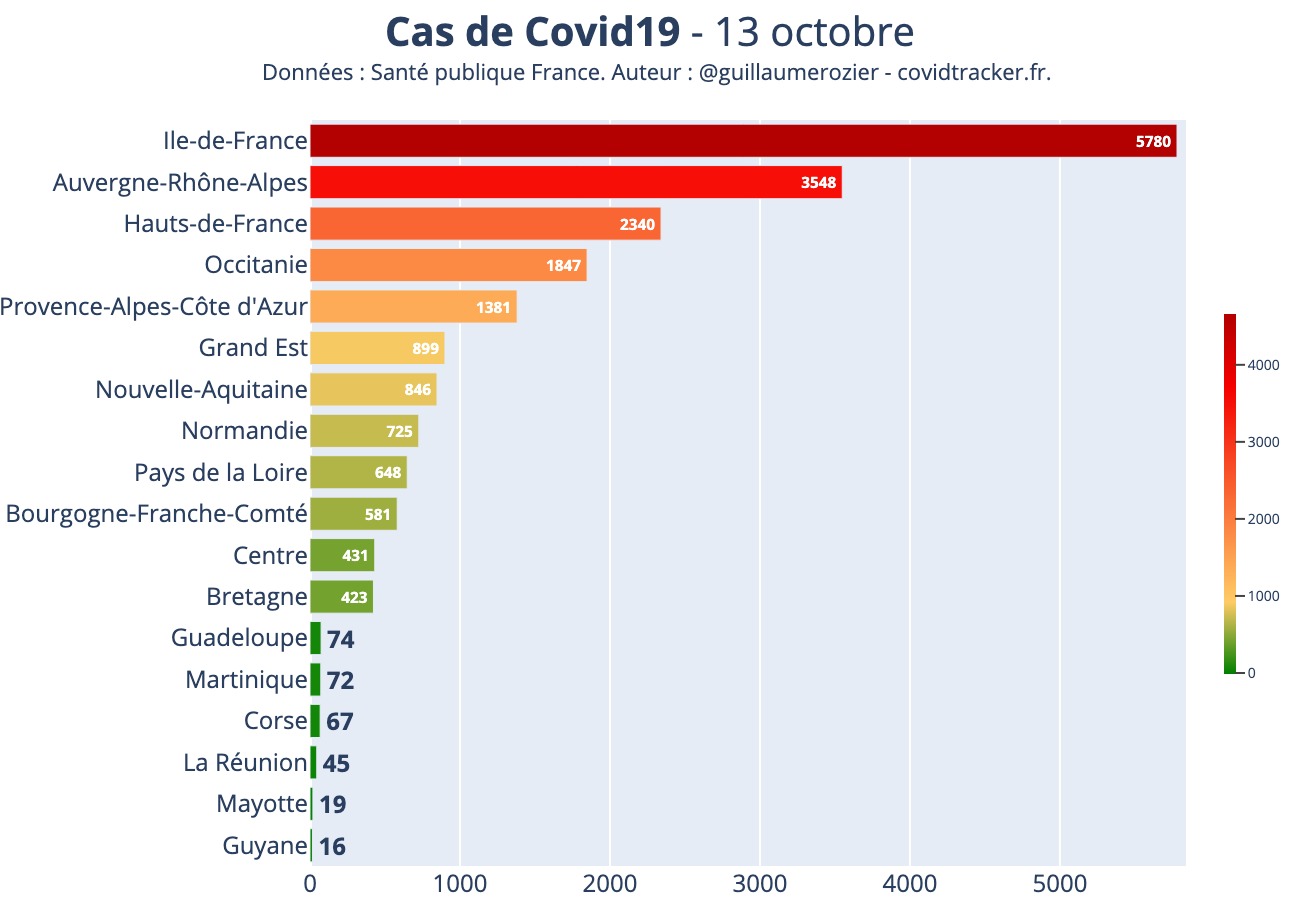 Cas de Covid19 - 13 octobre
Données : Santé publique France. Auteur : @guillaumerozier - covidtracker.fr.
Ile-de-France 5780
Auvergne-Rhône-Alpes 3548
Hauts-de-France 2340
Occitanie 1847
Provence-Alpes-Côte d'Azur 1381
Grand Est 899
Nouvelle-Aquitaine 846
Normandie 725
Pays de la Loire 648
Bourgogne-Franche-Comté 581
Centre 431
Bretagne 423
Guadeloupe 74
Martinique 72
Corse 67
La Réunion 45
Mayotte 19
Guyane 16
0 1000 2000 3000 4000 5000
4000
3000
2000
1000
0